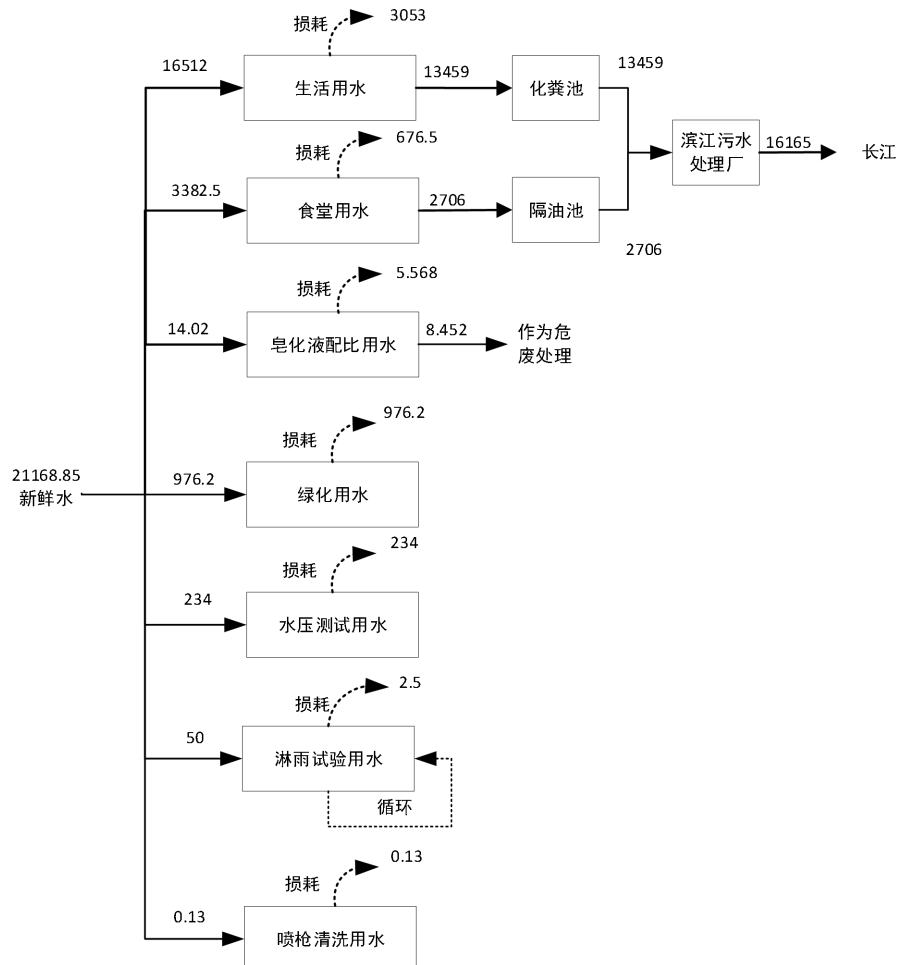 损耗
3053
16512
生活用水
13459
化粪池
13459
损耗
676.5
滨江污水
处理厂
16165
长江
3382.5
食堂用水
2706
隔油池
2706
损耗
5.568
14.02
皂化液配比用水
8.452
作为危
废处理
损耗
976.2
21168.85
新鲜水
976.2
绿化用水
损耗
234
234
水压测试用水
损耗
2.5
50
淋雨试验用水
循环
损耗
0.13
0.13
喷枪清洗用水